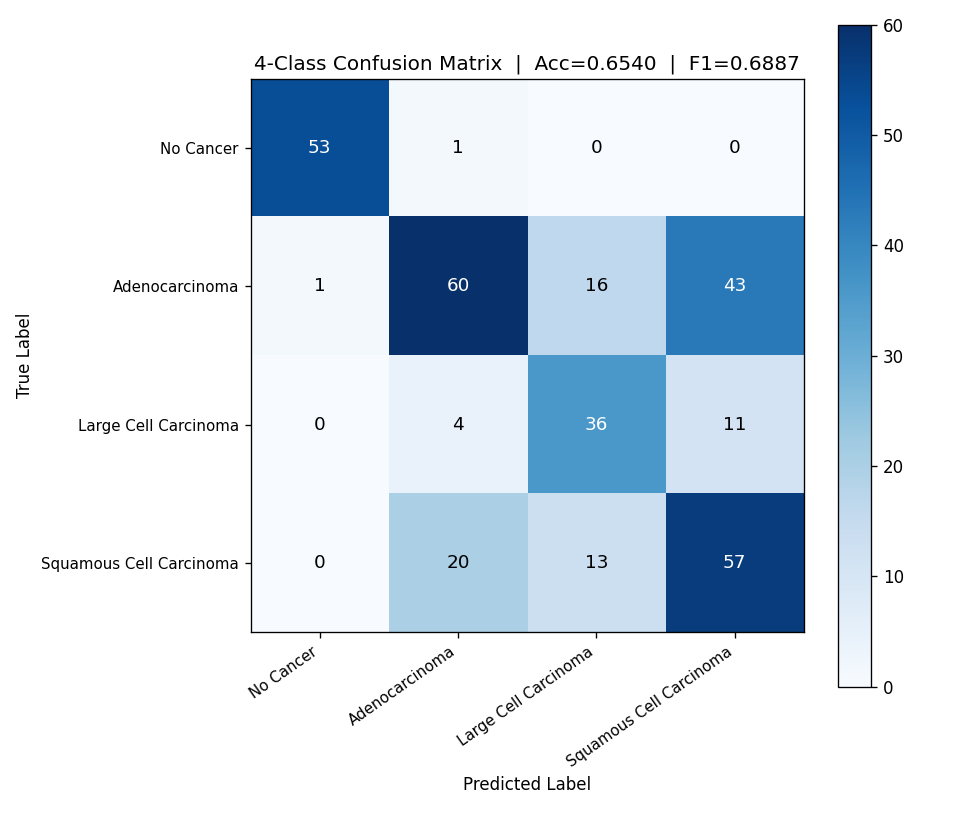 4-Class Confusion Matrix | Acc=0.6540 | F1=0.6887
True Label
No Cancer 53 1 0 0
Adenocarcinoma 1 60 16 43
Large Cell Carcinoma 0 4 36 11
Squamous Cell Carcinoma 0 20 13 57
No Cancer
Adenocarcinoma
Large Cell Carcinoma
Squamous Cell Carcinoma
Predicted Label
60
50
40
30
20
10
0